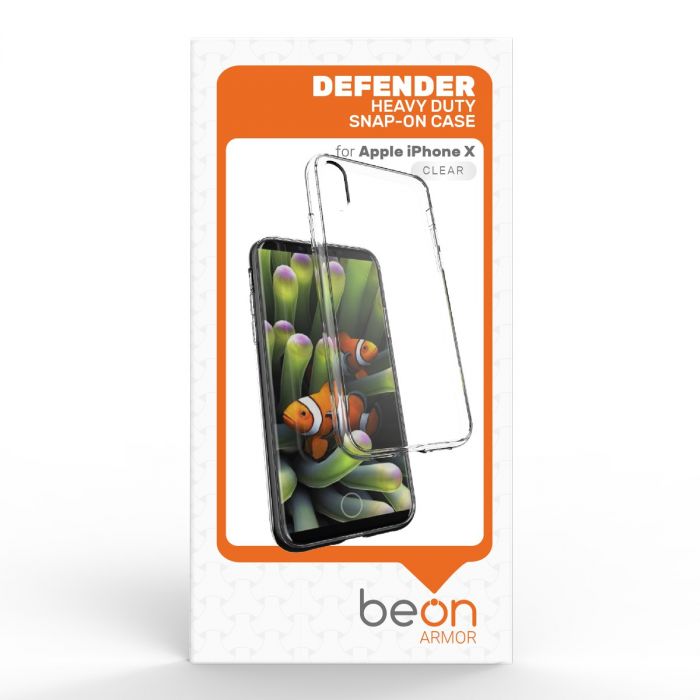 DEFENDER
HEAVY DUTY
SNAP-ON CASE
for Apple iPhone X
CLEAR
beon
ARMOR